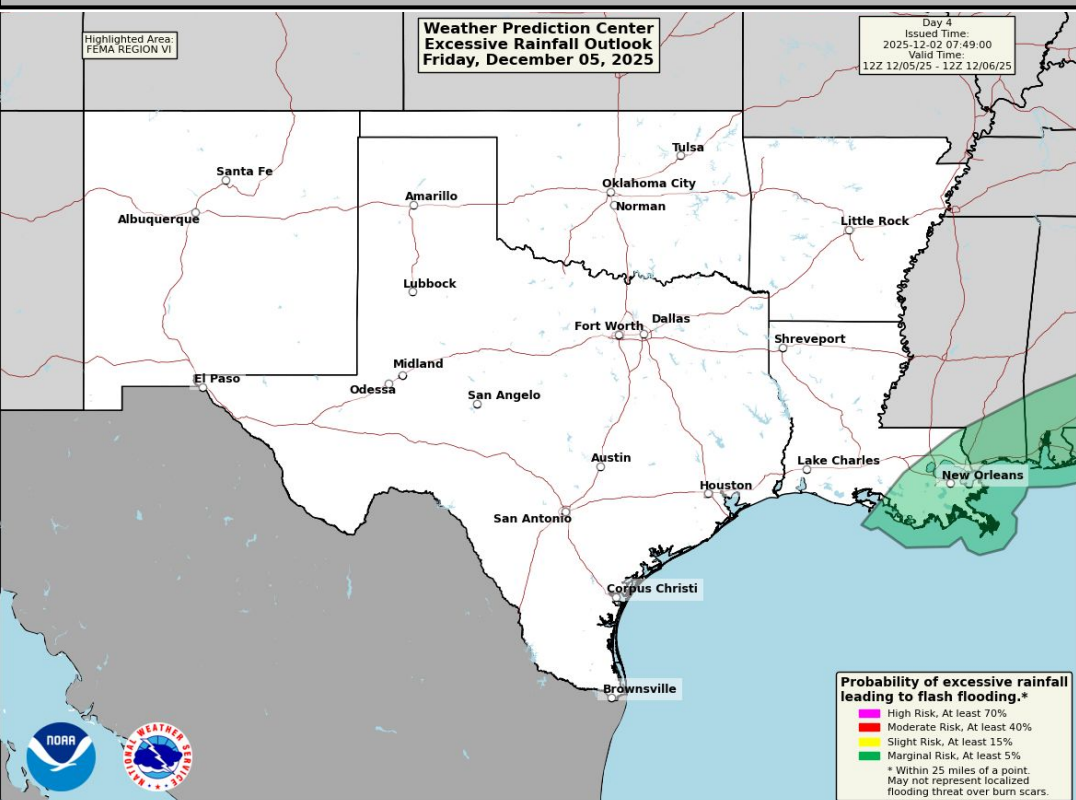 Highlighted Area:
FEMA REGION VI
Weather Prediction Center
Excessive Rainfall Outlook
Friday, December 05, 2025
Day 4
Issued Time:
2025-12-02 07:49:00
Valid Time:
12Z 12/05/25 - 12Z 12/06/25
Tulsa
Santa Fe
Oklahoma City
Amarillo
Norman
Albuquerque
Little Rock
Lubbock
Dallas
Fort Worth
Shreveport
Midland
El Paso
Odessa
San Angelo
Austin
Lake Charles
New Orleans
Houston
San Antonio
Corpus Christi
Brownsville
Probability of excessive rainfall
leading to flash flooding.*
High Risk, At least 70%
Moderate Risk, At least 40%
Slight Risk, At least 15%
Marginal Risk, At least 5%
* Within 25 miles of a point.
May not represent localized
flooding threat over burn scars.
NOAA
NATIONAL WEATHER SERVICE